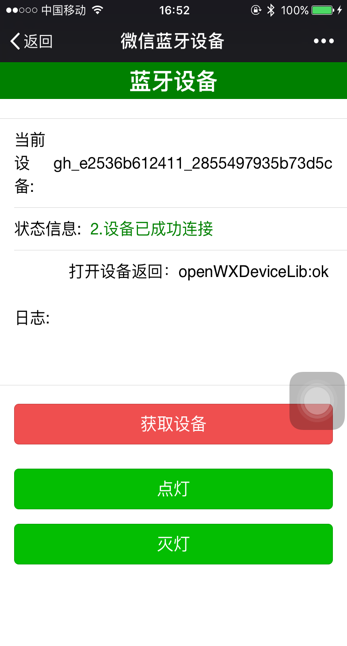 中国移动 16:52 100%
返回 微信蓝牙设备
蓝牙设备
当前
设 gh_e2536b612411_2855497935b73d5c
备:
状态信息: 2.设备已成功连接
打开设备返回：openWXDeviceLib:ok
日志:
获取设备
点灯
灭灯